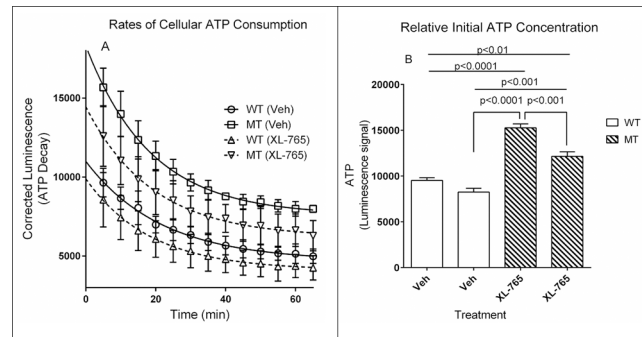 Rates of Cellular ATP Consumption
A
Corrected Luminescence
(ATP Decay)
15000
10000
5000
0
20
40
60
Time (min)
WT (Veh)
MT (Veh)
WT (XL-765)
MT (XL-765)
Relative Initial ATP Concentration
B
p<0.01
p<0.0001
p<0.001
p<0.0001
p<0.001
WT
MT
ATP
(Luminescence signal)
20000
15000
10000
5000
0
Veh
Veh
XL-765
XL-765
Treatment